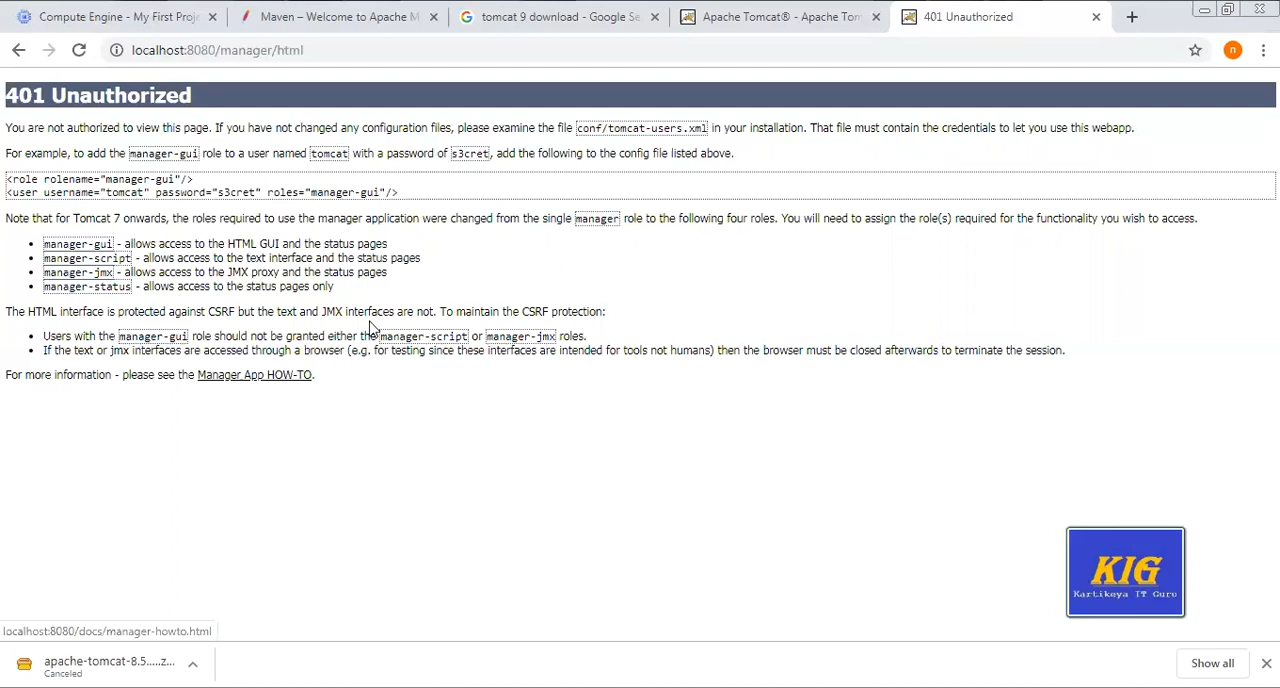 Compute Engine - My First Proje
Maven – Welcome to Apache M
tomcat 9 download - Google Se
Apache Tomcat® - Apache Tom
401 Unauthorized
localhost:8080/manager/html
n
401 Unauthorized
You are not authorized to view this page. If you have not changed any configuration files, please examine the file conf/tomcat-users.xml in your installation. That file must contain the credentials to let you use this webapp.
For example, to add the manager-gui role to a user named tomcat with a password of s3cret, add the following to the config file listed above.
<role rolename="manager-gui"/>
<user username="tomcat" password="s3cret" roles="manager-gui"/>
Note that for Tomcat 7 onwards, the roles required to use the manager application were changed from the single manager role to the following four roles. You will need to assign the role(s) required for the functionality you wish to access.
• manager-gui - allows access to the HTML GUI and the status pages
• manager-script - allows access to the text interface and the status pages
• manager-jmx - allows access to the JMX proxy and the status pages
• manager-status - allows access to the status pages only
The HTML interface is protected against CSRF but the text and JMX interfaces are not. To maintain the CSRF protection:
• Users with the manager-gui role should not be granted either the manager-script or manager-jmx roles.
• If the text or jmx interfaces are accessed through a browser (e.g. for testing since these interfaces are intended for tools not humans) then the browser must be closed afterwards to terminate the session.
For more information - please see the Manager App HOW-TO.
KIG
Kartikeya IT Guru
localhost:8080/docs/manager-howto.html
apache-tomcat-8.5.....z...
Canceled
Show all